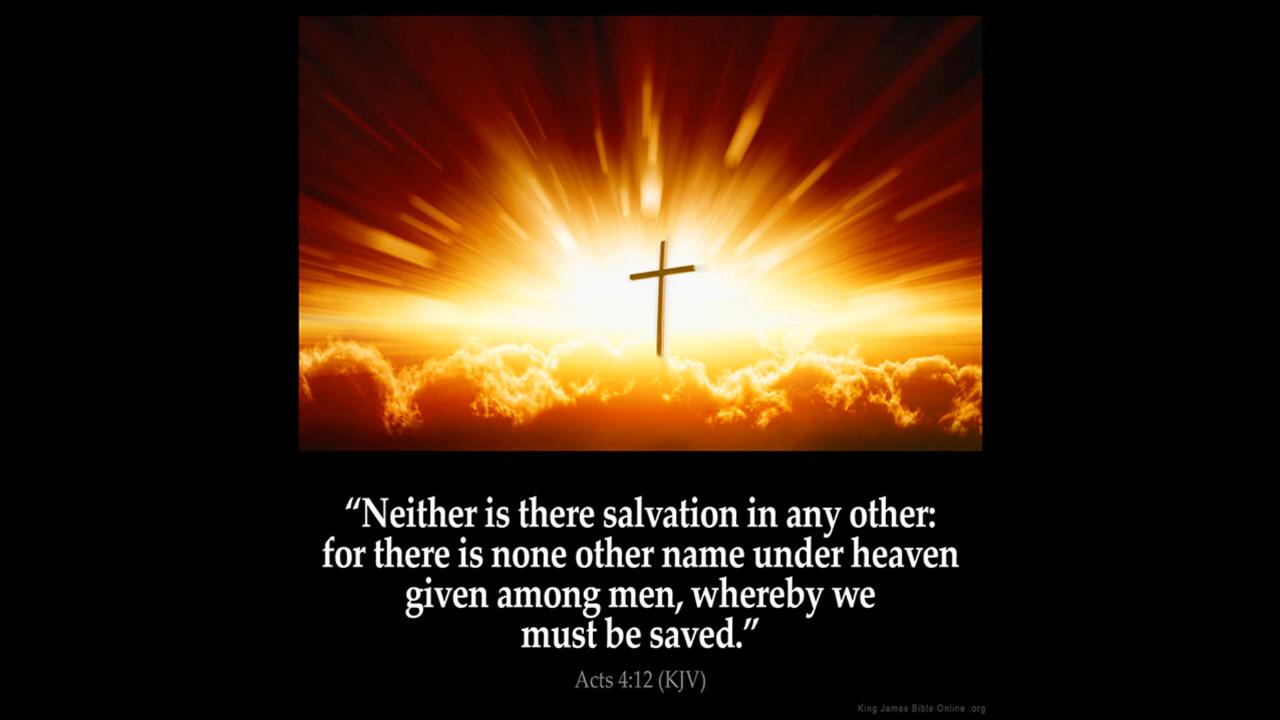 “Neither is there salvation in any other:
for there is none other name under heaven
given among men, whereby we
must be saved.”
Acts 4:12 (KJV)
King James Bible Online .org